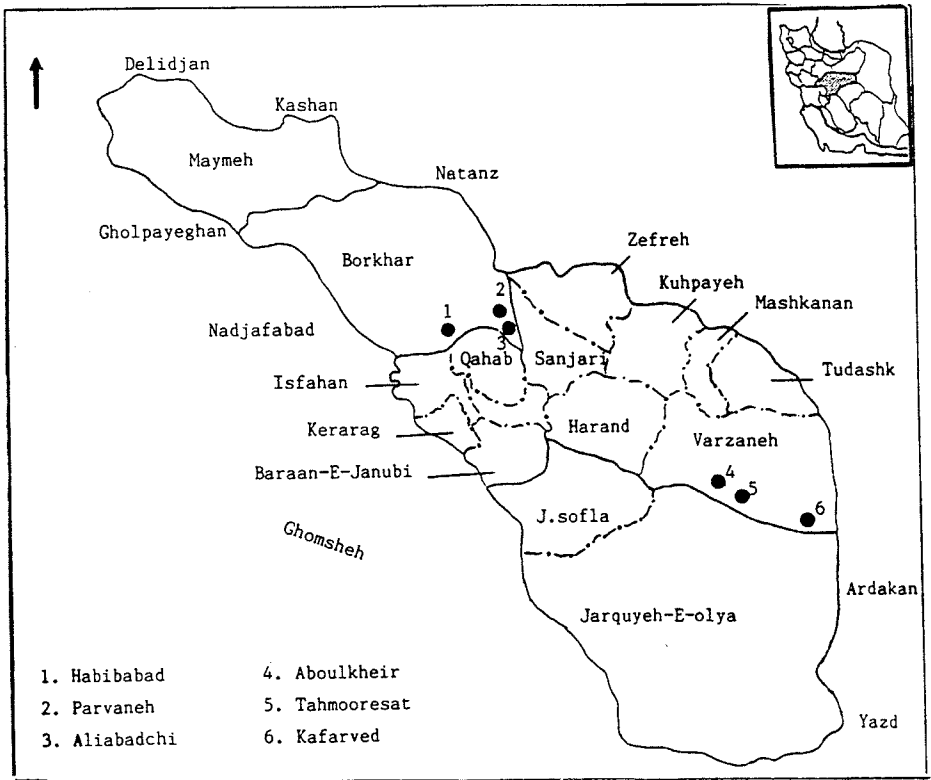 Delidjan
Kashan
Maymeh
Natanz
Gholpayeghan
Zefreh
Borkhar
Kuhpayeh
Mashkanan
2
1
Nadjafabad
3
Qahab
Sanjari
Tudashk
Isfahan
Harand
Kerarag
Varzaneh
Baraan-E-Janubi
4
5
6
J.sofla
Ghomsheh
Ardakan
Jarquyeh-E-olya
Yazd
1. Habibabad
2. Parvaneh
3. Aliabadchi
4. Aboulkheir
5. Tahmooresat
6. Kafarved